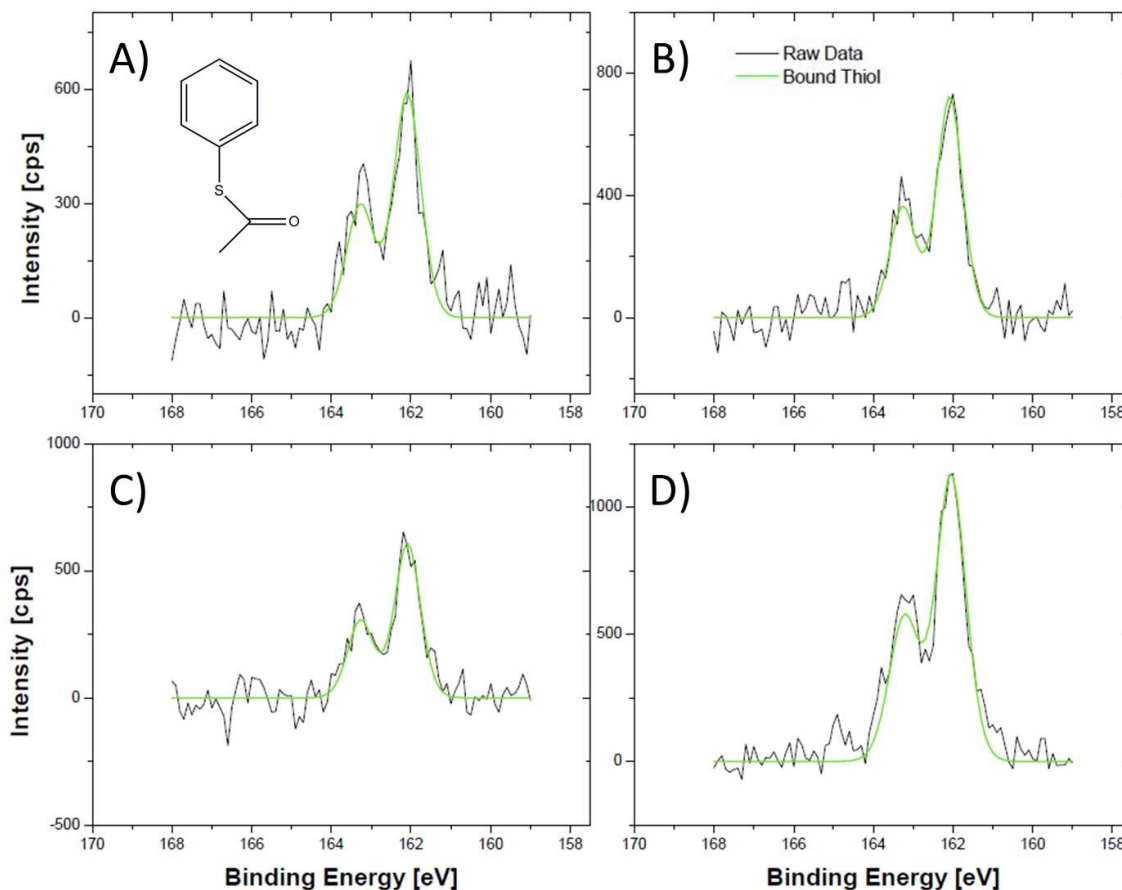 A)
S
O
Intensity [cps]
600
300
0
170 168 166 164 162 160 158
B)
Raw Data
Bound Thiol
800
400
0
170 168 166 164 162 160 158
C)
Intensity [cps]
1000
500
0
-500
170 168 166 164 162 160 158
Binding Energy [eV]
D)
1000
500
0
170 168 166 164 162 160 158
Binding Energy [eV]